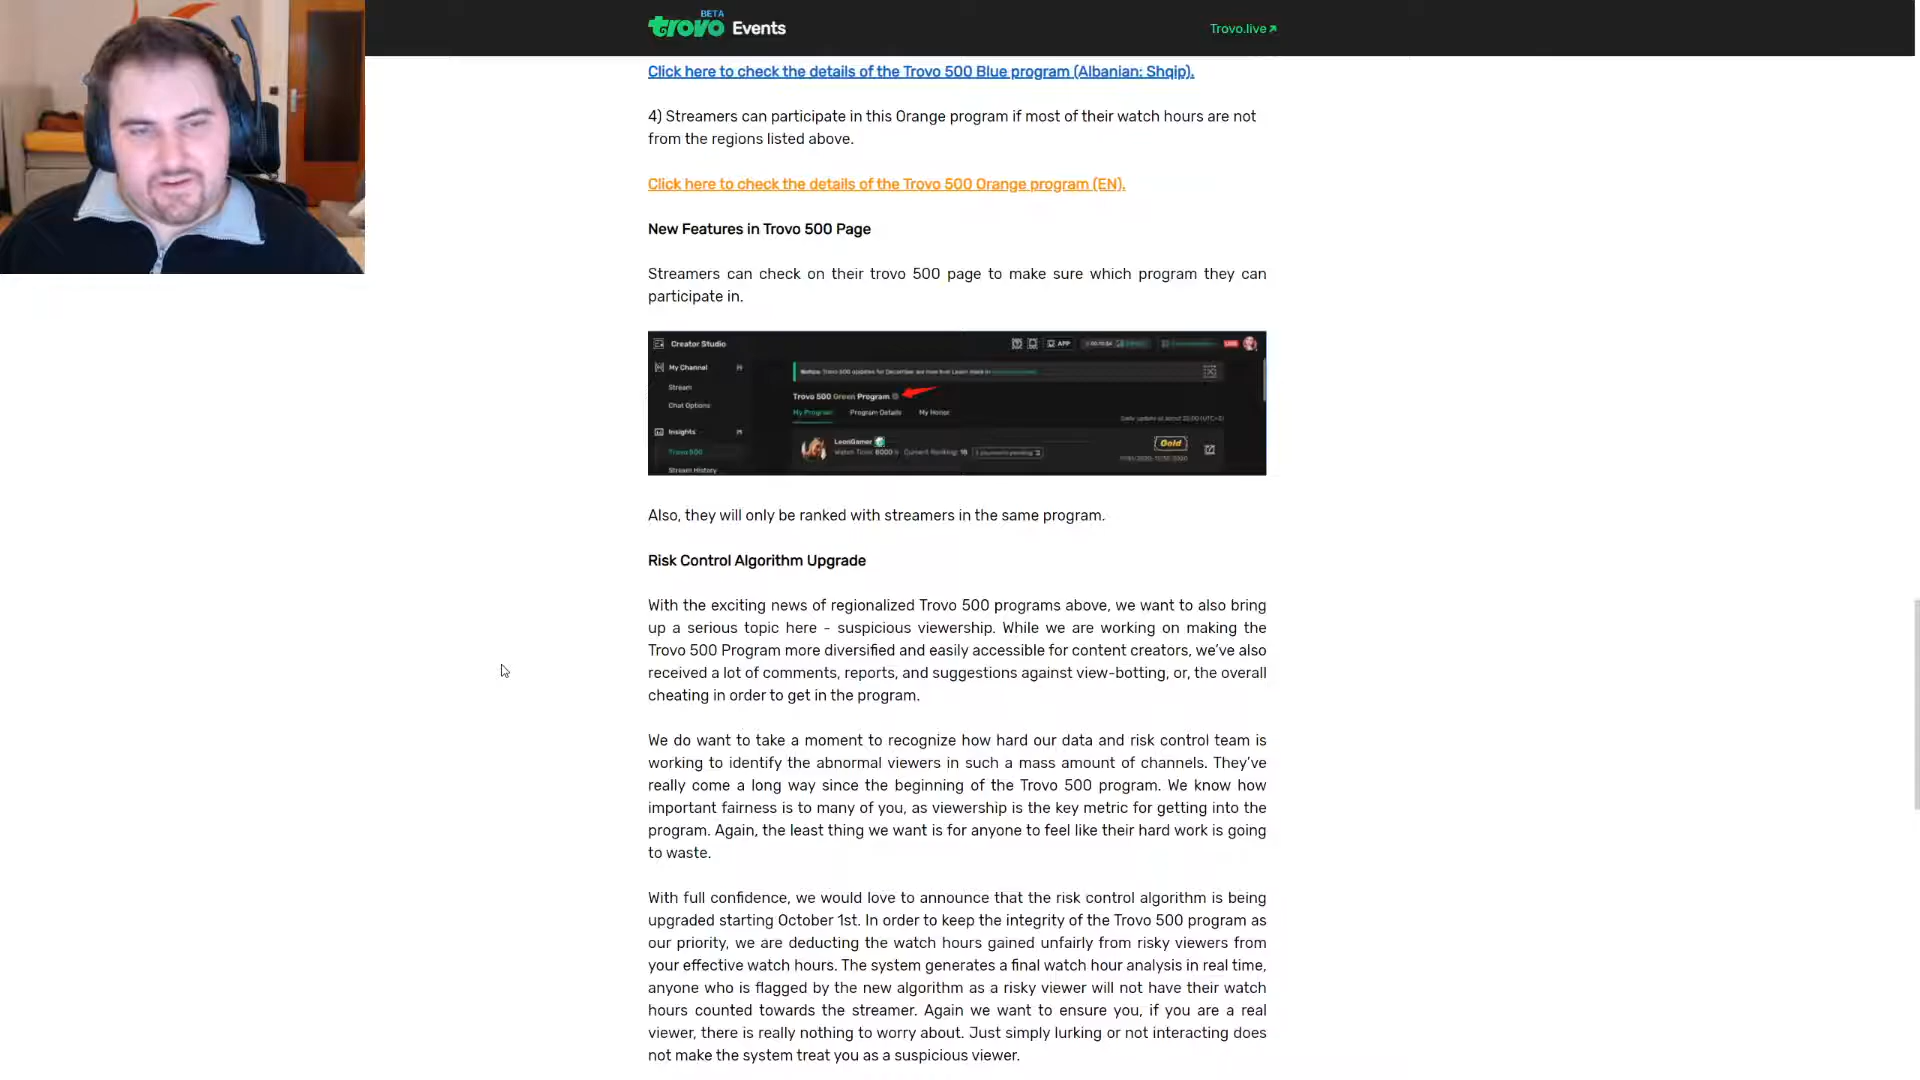 BETA
trovo Events
Trovo.live
Click here to check the details of the Trovo 500 Blue program (Albanian: Shqip).
4) Streamers can participate in this Orange program if most of their watch hours are not
from the regions listed above.
Click here to check the details of the Trovo 500 Orange program (EN).
New Features in Trovo 500 Page
Streamers can check on their trovo 500 page to make sure which program they can
participate in.
Creator Studio
APP
My Channel
Stream
Chat Options
Insights
Trovo 500
Stream History
Notice: Trovo 500 updates for December are now live! Learn more in
Trovo 500 Green Program
My Program Program Details My Honor
LeonGamer
Watch Time: 6000 h Current Ranking: 16
Gold
Also, they will only be ranked with streamers in the same program.
Risk Control Algorithm Upgrade
With the exciting news of regionalized Trovo 500 programs above, we want to also bring
up a serious topic here - suspicious viewership. While we are working on making the
Trovo 500 Program more diversified and easily accessible for content creators, we've also
received a lot of comments, reports, and suggestions against view-botting, or, the overall
cheating in order to get in the program.
We do want to take a moment to recognize how hard our data and risk control team is
working to identify the abnormal viewers in such a mass amount of channels. They've
really come a long way since the beginning of the Trovo 500 program. We know how
important fairness is to many of you, as viewership is the key metric for getting into the
program. Again, the least thing we want is for anyone to feel like their hard work is going
to waste.
With full confidence, we would love to announce that the risk control algorithm is being
upgraded starting October 1st. In order to keep the integrity of the Trovo 500 program as
our priority, we are deducting the watch hours gained unfairly from risky viewers from
your effective watch hours. The system generates a final watch hour analysis in real time,
anyone who is flagged by the new algorithm as a risky viewer will not have their watch
hours counted towards the streamer. Again we want to ensure you, if you are a real
viewer, there is really nothing to worry about. Just simply lurking or not interacting does
not make the system treat you as a suspicious viewer.